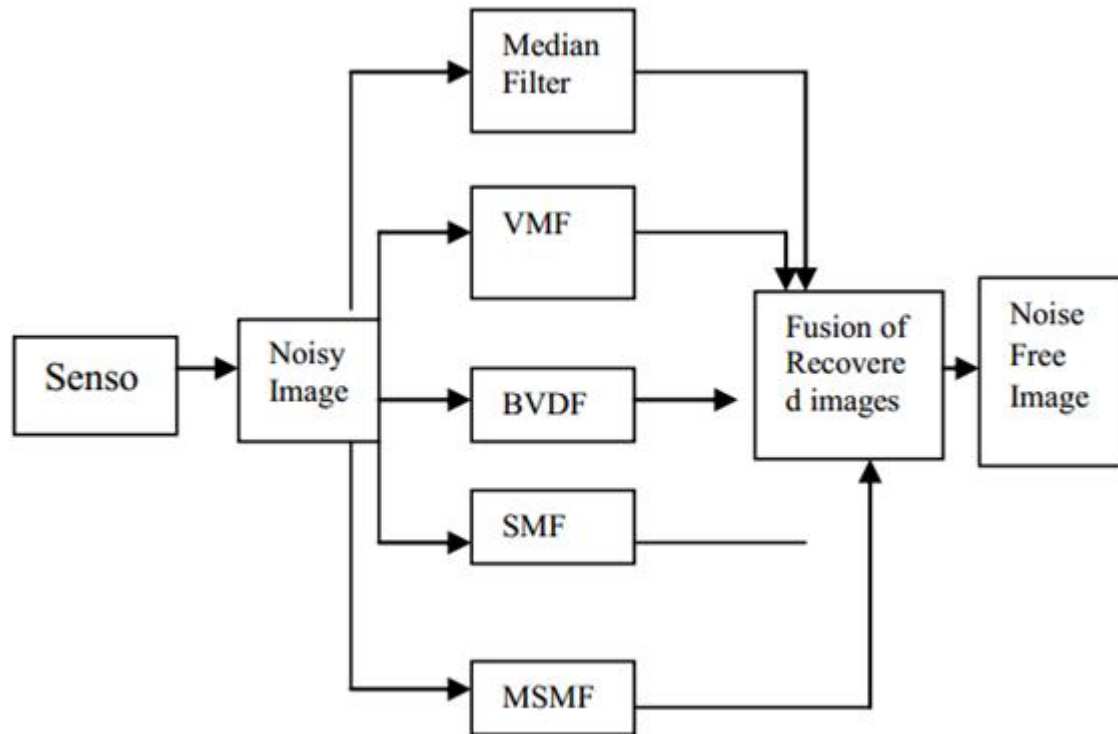 Median
Filter
VMF
Senso
Noisy
Image
BVDF
SMF
MSMF
Fusion of
Recovere
d images
Noise
Free
Image